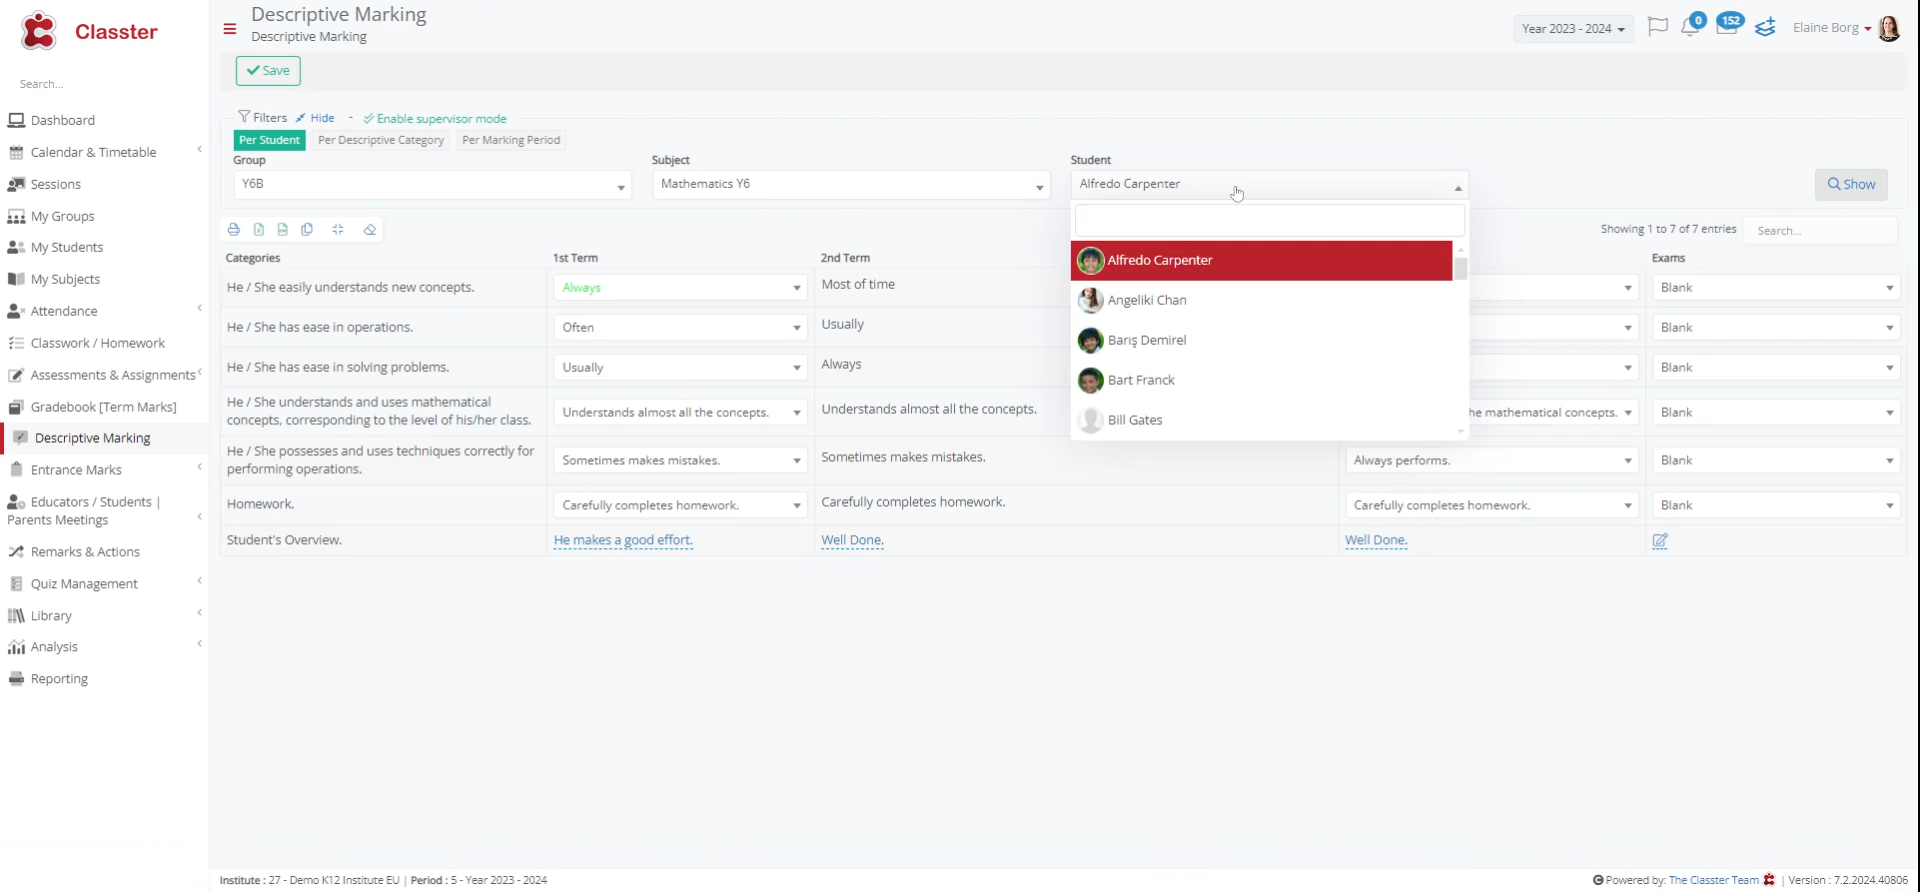 Classter
Descriptive Marking
Descriptive Marking
Year 2023 - 2024
0
152
Elaine Borg
Search...
Save
Dashboard
Calendar & Timetable
Sessions
My Groups
My Students
My Subjects
Attendance
Classwork / Homework
Assessments & Assignments
Gradebook [Term Marks]
Descriptive Marking
Entrance Marks
Educators / Students |
Parents Meetings
Remarks & Actions
Quiz Management
Library
Analysis
Reporting
Filters Hide - Enable supervisor mode
Per Student Per Descriptive Category Per Marking Period
Group Subject Student
Y6B Mathematics Y6 Alfredo Carpenter
Show
Showing 1 to 7 of 7 entries Search...
Alfredo Carpenter
Angeliki Chan
Barış Demirel
Bart Franck
Bill Gates
Categories 1st Term 2nd Term Exams
He / She easily understands new concepts. Always Most of time Blank
He / She has ease in operations. Often Usually Blank
He / She has ease in solving problems. Usually Always Blank
He / She understands and uses mathematical
concepts, corresponding to the level of his/her class. Understands almost all the concepts. Understands almost all the concepts. he mathematical concepts. Blank
He / She possesses and uses techniques correctly for
performing operations. Sometimes makes mistakes. Sometimes makes mistakes. Always performs. Blank
Homework. Carefully completes homework. Carefully completes homework. Carefully completes homework. Blank
Student's Overview. He makes a good effort. Well Done. Well Done.
Institute : 27 - Demo K12 Institute EU | Period : 5 - Year 2023 - 2024
Powered by: The Classter Team | Version : 7.2.2024.40806